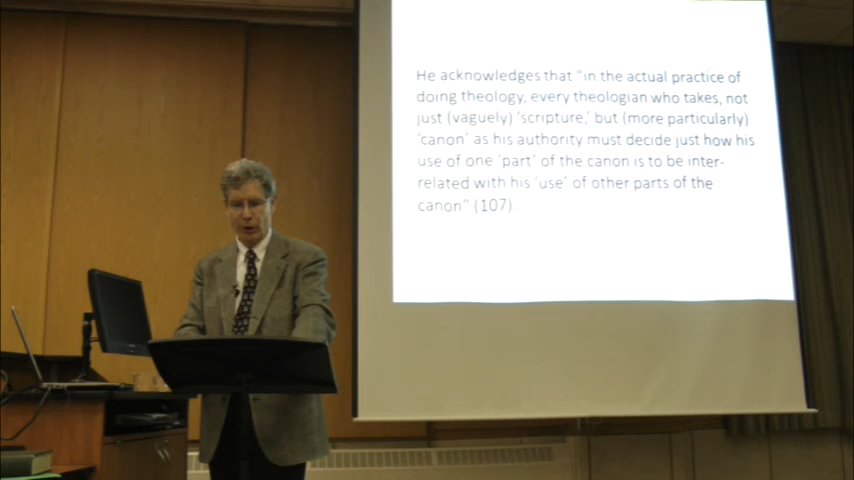 He acknowledges that “in the actual practice of
doing theology, every theologian who takes, not
just (vaguely) ‘scripture,’ but (more particularly)
‘canon’ as his authority must decide just how his
use of one ‘part’ of the canon is to be inter-
related with his ‘use’ of other parts of the
canon” (107)